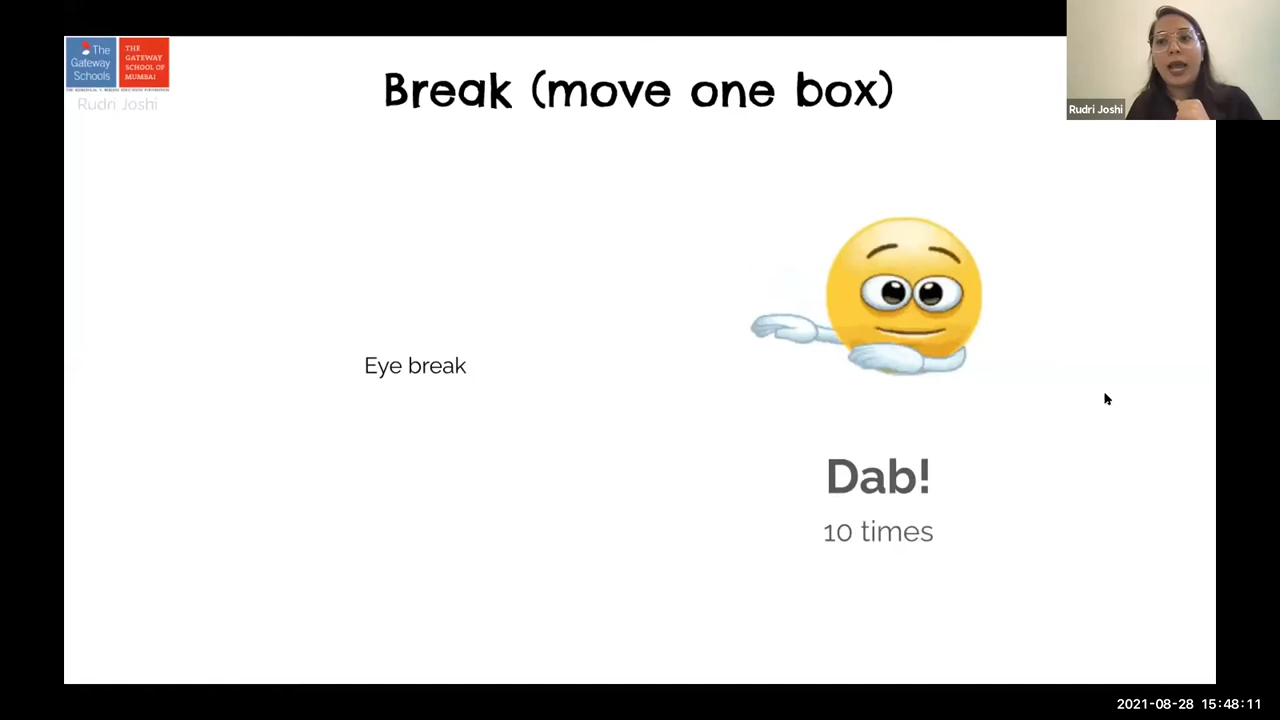 The
Gateway
Schools
THE
GATEWAY
SCHOOL OF
MUMBAI
Rudri Joshi
Break (move one box)
Rudri Joshi
Eye break
Dab!
10 times
2021-08-28 15:48:11